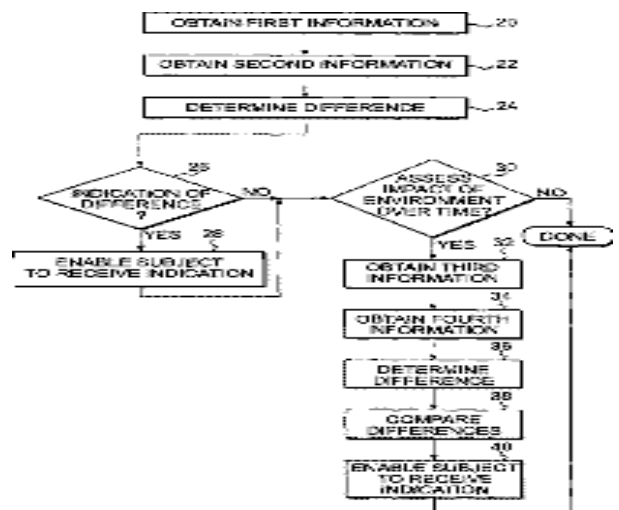 OBTAIN FIRST INFORMATION 20
OBTAIN SECOND INFORMATION 22
DETERMINE DIFFERENCE 24
26
INDICATION OF
DIFFERENCE
?
NO
YES 28
ENABLE SUBJECT
TO RECEIVE INDICATION
30
ASSESS
IMPACT OF
ENVIRONMENT
OVER TIME?
NO
DONE
YES 32
OBTAIN THIRD
INFORMATION
34
OBTAIN FOURTH
INFORMATION
36
DETERMINE
DIFFERENCE
38
COMPARE
DIFFERENCES
40
ENABLE SUBJECT
TO RECEIVE
INDICATION